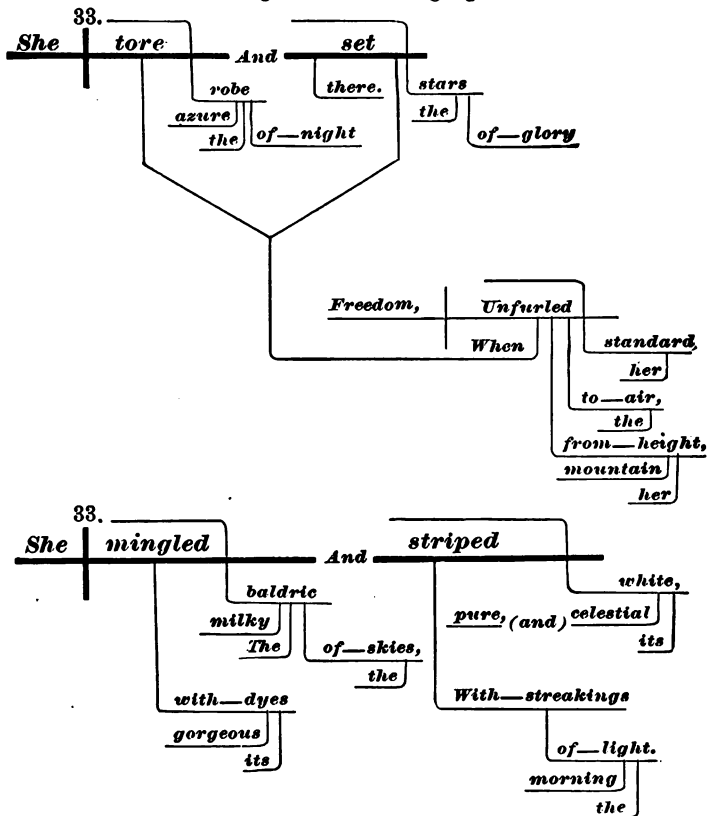 33.
She tore And set
robe there. stars
azure the
the of—night of—glory
Freedom, Unfurled
When standard,
her
to—air,
the
from—height,
mountain
her
33.
She mingled And striped
baldric white,
milky pure, (and) celestial
The its
of—skies,
the
with—dyes With—streakings
gorgeous
its of—light.
morning
the